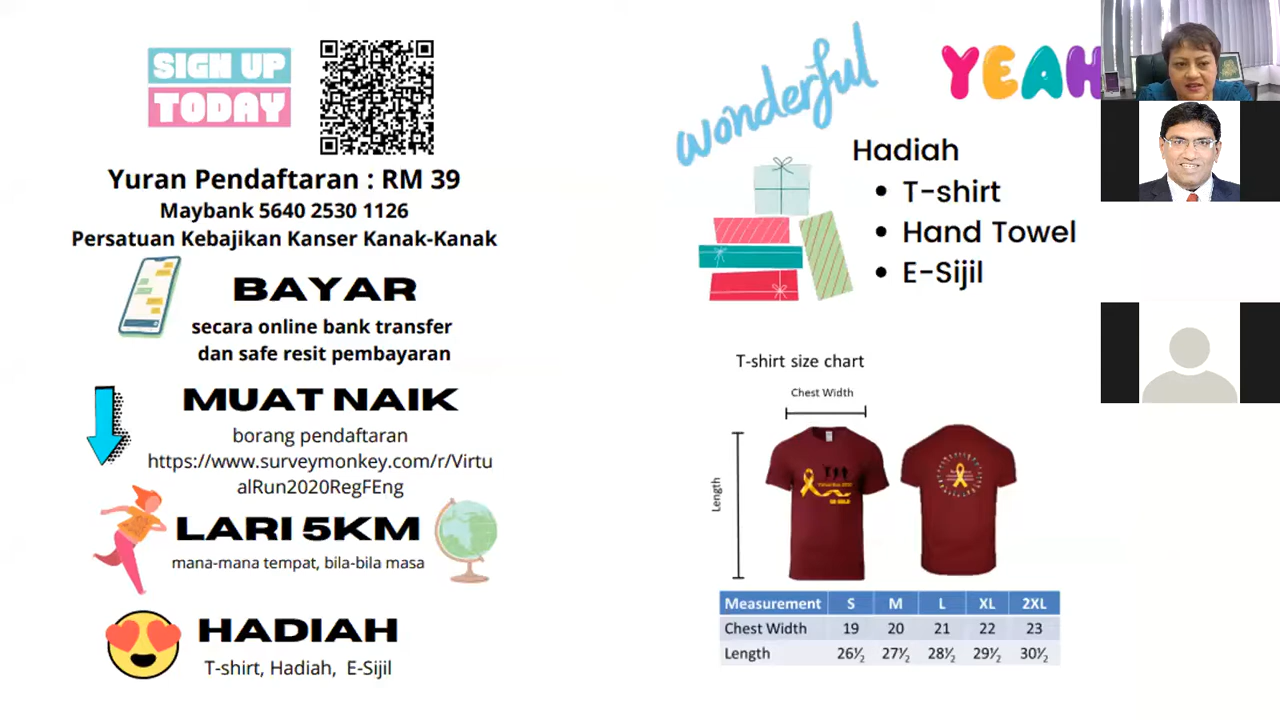 SIGN UP
TODAY
Yuran Pendaftaran : RM 39
Maybank 5640 2530 1126
Persatuan Kebajikan Kanser Kanak-Kanak
BAYAR
secara online bank transfer
dan safe resit pembayaran
MUAT NAIK
borang pendaftaran
https://www.surveymonkey.com/r/Virtu
alRun2020RegFEng
LARI 5KM
mana-mana tempat, bila-bila masa
HADIAH
T-shirt, Hadiah, E-Sijil
wonderful
YEAH
Hadiah
• T-shirt
• Hand Towel
• E-Sijil
T-shirt size chart
Chest Width
Length
Measurement S M L XL 2XL
Chest Width 19 20 21 22 23
Length 26½ 27½ 28½ 29½ 30½